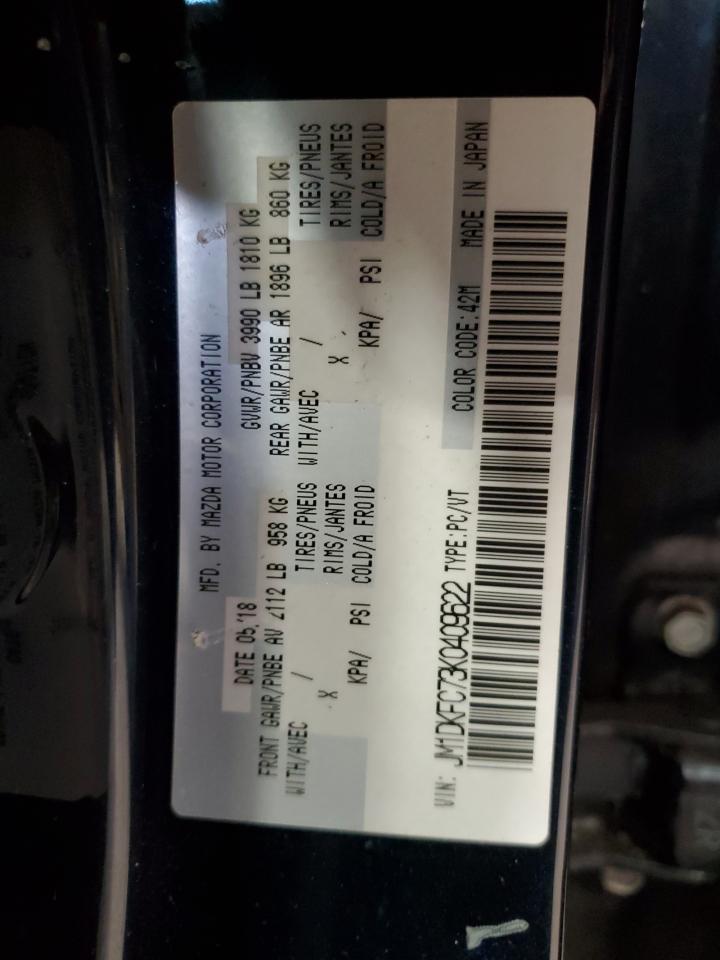 MFD. BY MAZDA MOTOR CORPORATION
DATE 05,'18 GVWR/PNBV 3990 LB 1810 KG
FRONT GAWR/PNBE AV 2112 LB 958 KG REAR GAWR/PNBE AR 1896 LB 860 KG
WITH/AVEC / TIRES/PNEUS WITH/AVEC / TIRES/PNEUS
X RIMS/JANTES X RIMS/JANTES
KPA/ PSI COLD/A FROID KPA/ PSI COLD/A FROID
COLOR CODE:42M MADE IN JAPAN
VIN: JM1DKFC73K0409622 TYPE:PC/VT